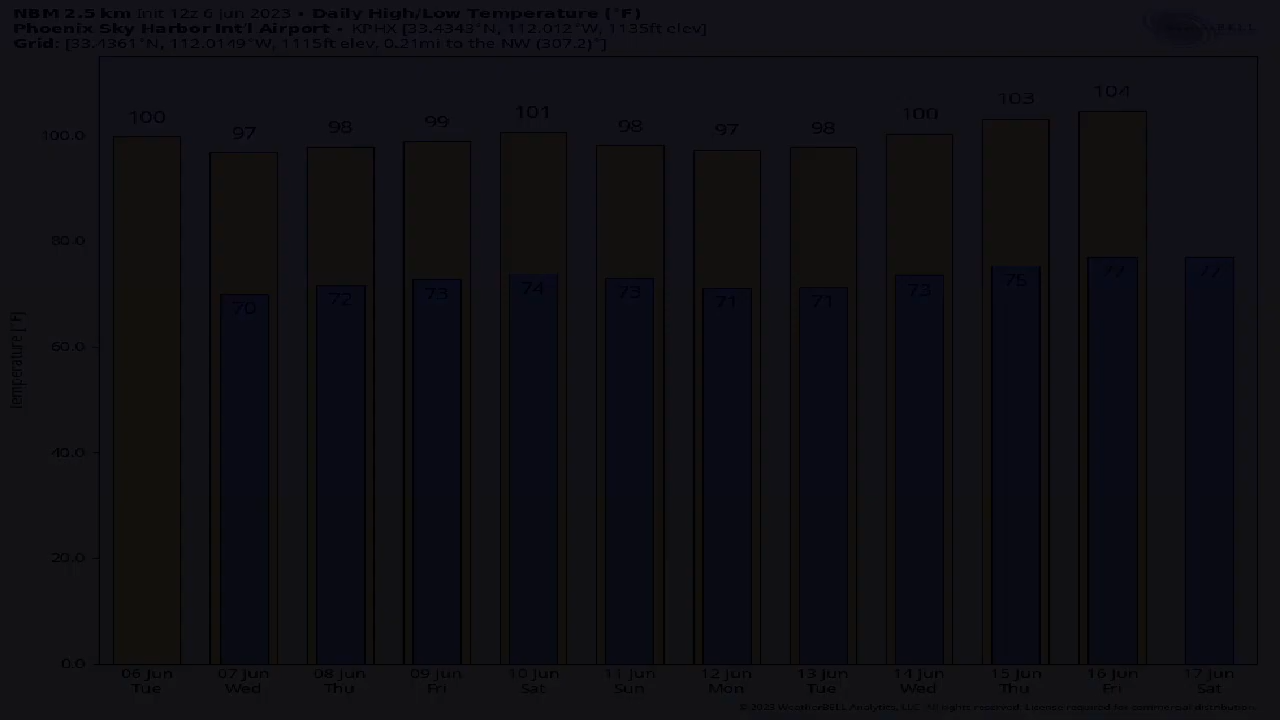 NBM 2.5 km Init 12z 6 Jun 2023 • Daily High/Low Temperature (°F)
Phoenix Sky Harbor Int'l Airport • KPHX [33.4343°N, 112.012°W, 1135ft elev]
Grid: [33.4361°N, 112.0149°W, 1115ft elev, 0.21mi to the NW (307.2)°]
100 97 98 99 101 98 97 98 100 103 104
70 72 73 74 73 71 71 73 75 77 77
100.0
80.0
60.0
40.0
20.0
0.0
Temperature [°F]
06 Jun 07 Jun 08 Jun 09 Jun 10 Jun 11 Jun 12 Jun 13 Jun 14 Jun 15 Jun 16 Jun 17 Jun
Tue Wed Thu Fri Sat Sun Mon Tue Wed Thu Fri Sat
© 2023 WeatherBELL Analytics, LLC. All rights reserved. License required for commercial distribution.